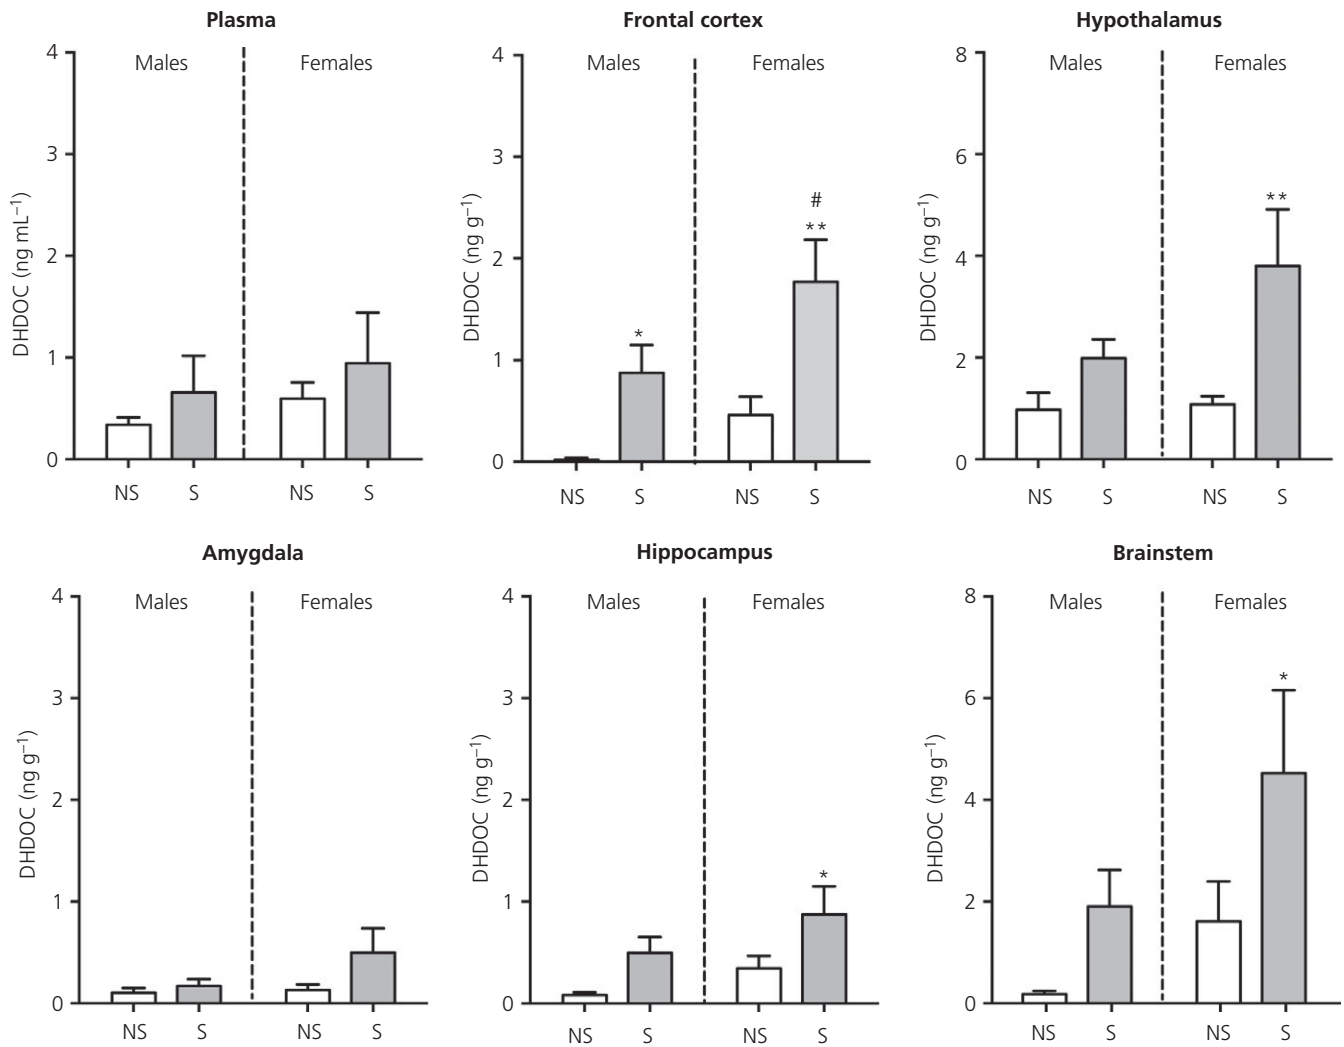 Plasma
Males
Females
DHDOC (ng mL⁻¹)
4
3
2
1
0
NS
S
NS
S
Frontal cortex
Males
Females
DHDOC (ng g⁻¹)
4
3
2
1
0
*
#
**
NS
S
NS
S
Hypothalamus
Males
Females
DHDOC (ng g⁻¹)
8
6
4
2
0
**
NS
S
NS
S
Amygdala
Males
Females
DHDOC (ng g⁻¹)
4
3
2
1
0
NS
S
NS
S
Hippocampus
Males
Females
DHDOC (ng g⁻¹)
4
3
2
1
0
*
NS
S
NS
S
Brainstem
Males
Females
DHDOC (ng g⁻¹)
8
6
4
2
0
*
NS
S
NS
S